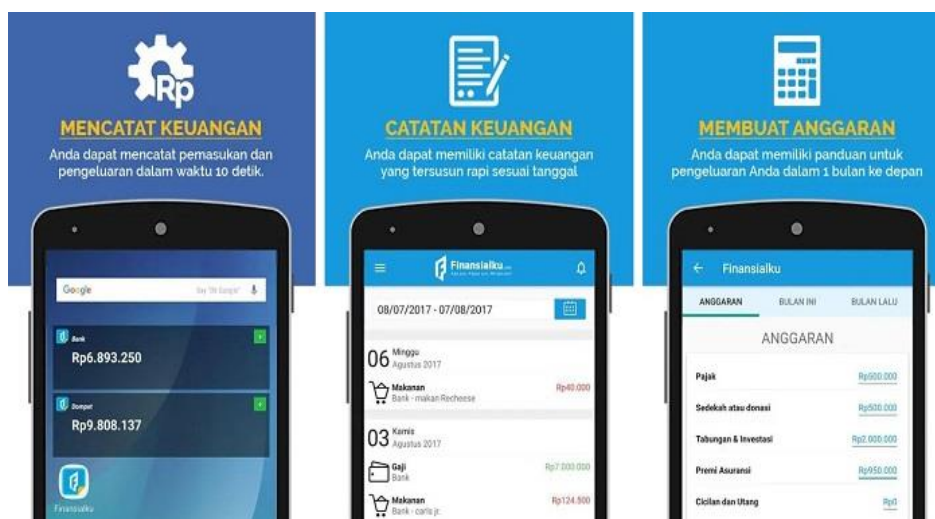 Rp
MENCATAT KEUANGAN
Anda dapat mencatat pemasukan dan
pengeluaran dalam waktu 10 detik.
Google
Bank
Rp6.893.250
Dompet
Rp9.808.137
Finansialku
CATATAN KEUANGAN
Anda dapat memiliki catatan keuangan
yang tersusun rapi sesuai tanggal
Finansialku
08/07/2017 - 07/08/2017
06 Minggu
Agustus 2017
Makanan Rp40.000
Bank - makan Recheese
03 Kamis
Agustus 2017
Gaji Rp7.000.000
Bank
Makanan Rp124.500
Bank - carls jr.
MEMBUAT ANGGARAN
Anda dapat memiliki panduan untuk
pengeluaran Anda dalam 1 bulan ke depan
Finansialku
ANGGARAN BULAN INI BULAN LALU
ANGGARAN
Pajak Rp500.000
Sedekah atau donasi Rp500.000
Tabungan & Investasi Rp2.000.000
Premi Asuransi Rp950.000
Cicilan dan Utang Rp0